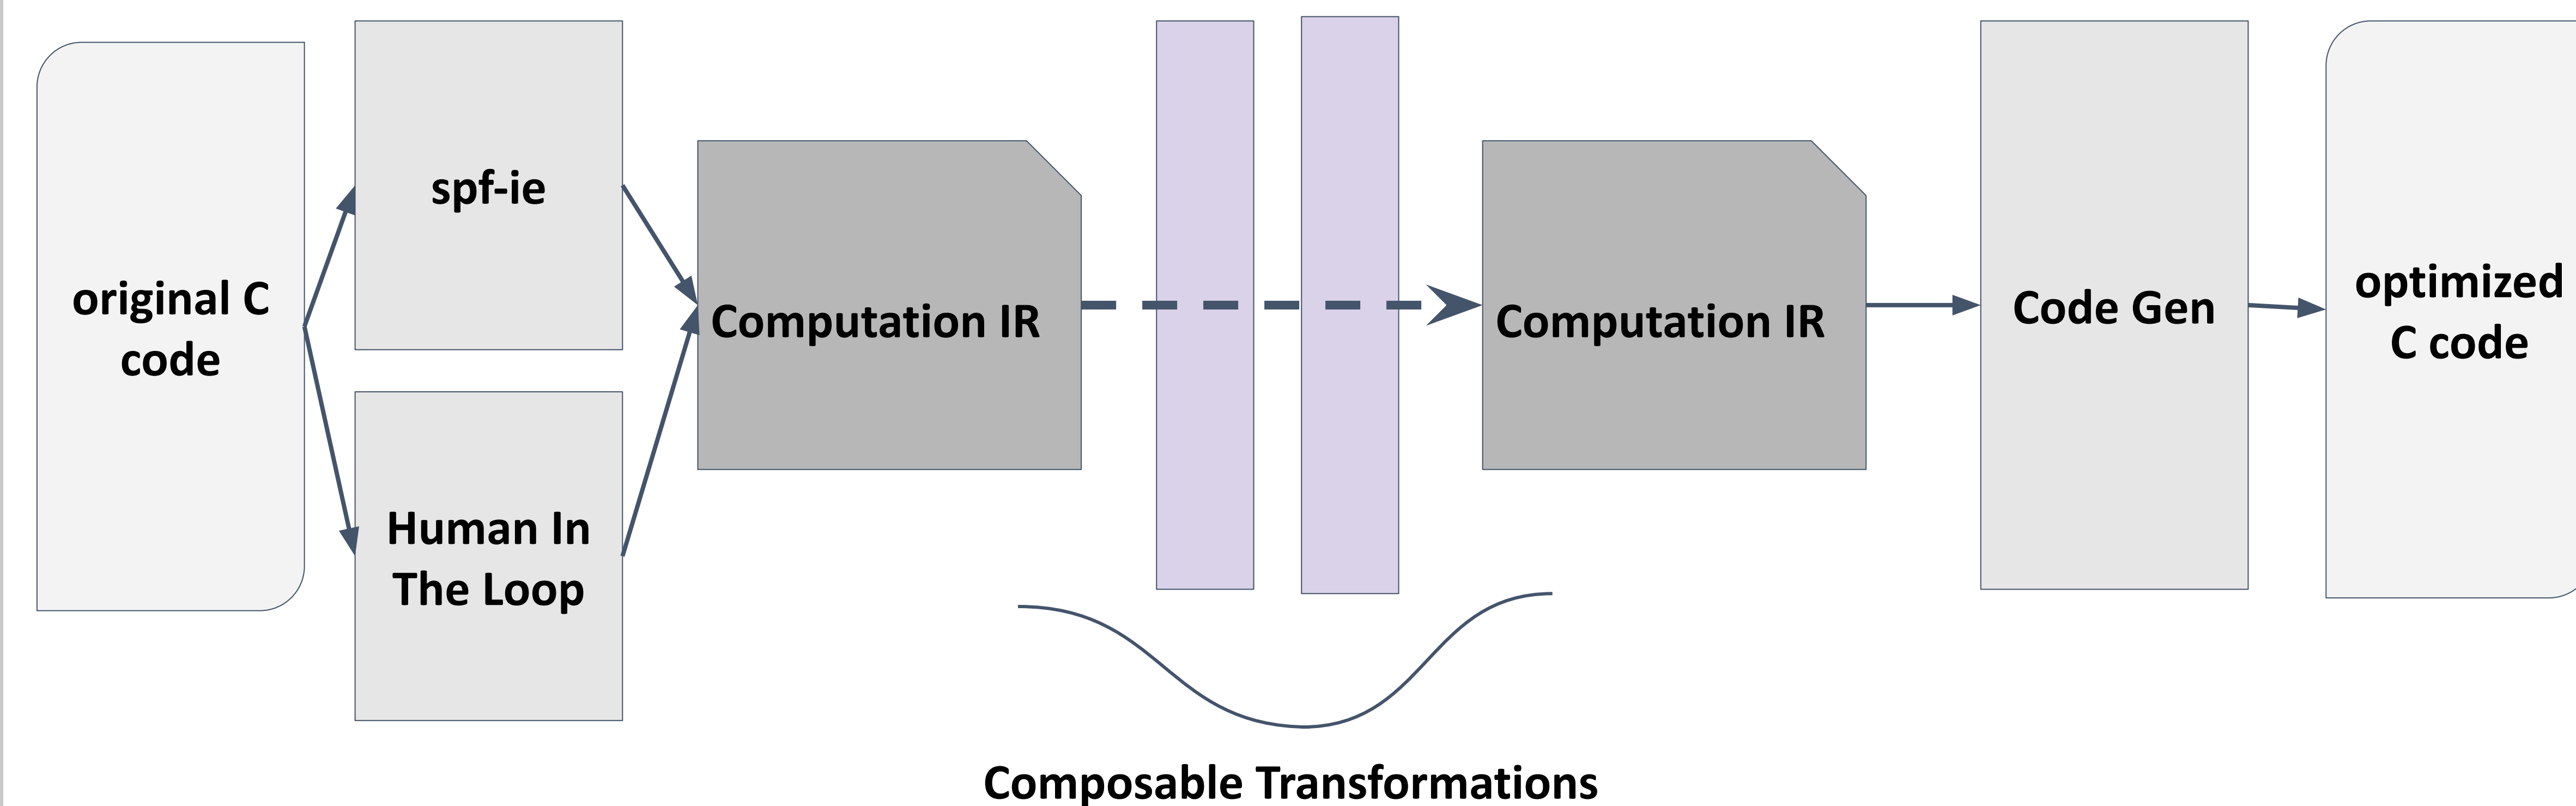 original C
code
spf-ie
Human In
The Loop
Computation IR
Computation IR
Code Gen
optimized
C code
Composable Transformations